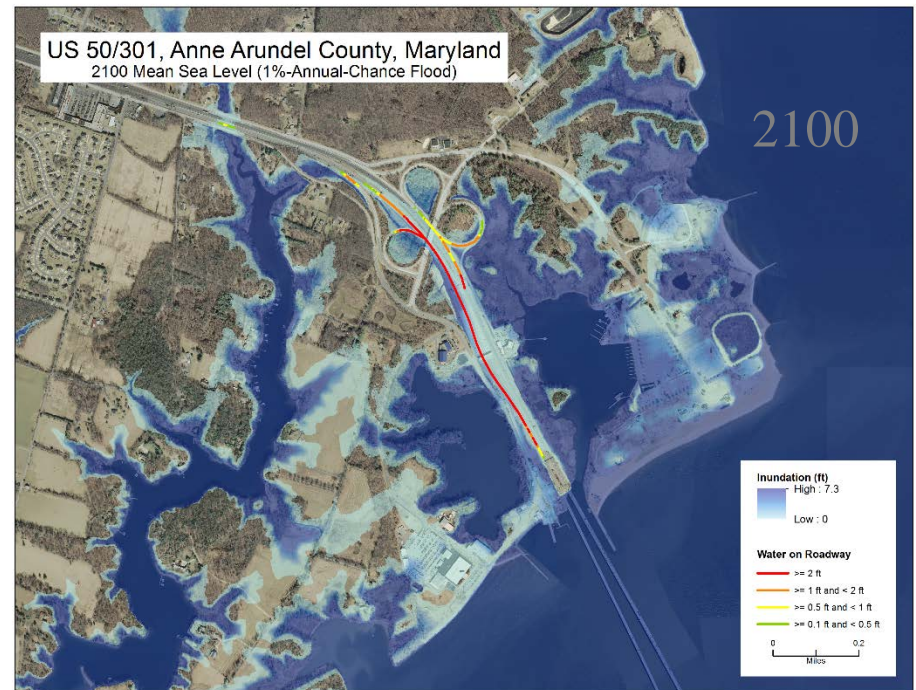 US 50/301, Anne Arundel County, Maryland
2100 Mean Sea Level (1%-Annual-Chance Flood)
2100
Inundation (ft)
High : 7.3
Low : 0
Water on Roadway
>= 2 ft
>= 1 ft and < 2 ft
>= 0.5 ft and < 1 ft
>= 0.1 ft and < 0.5 ft
0 0.2
Miles